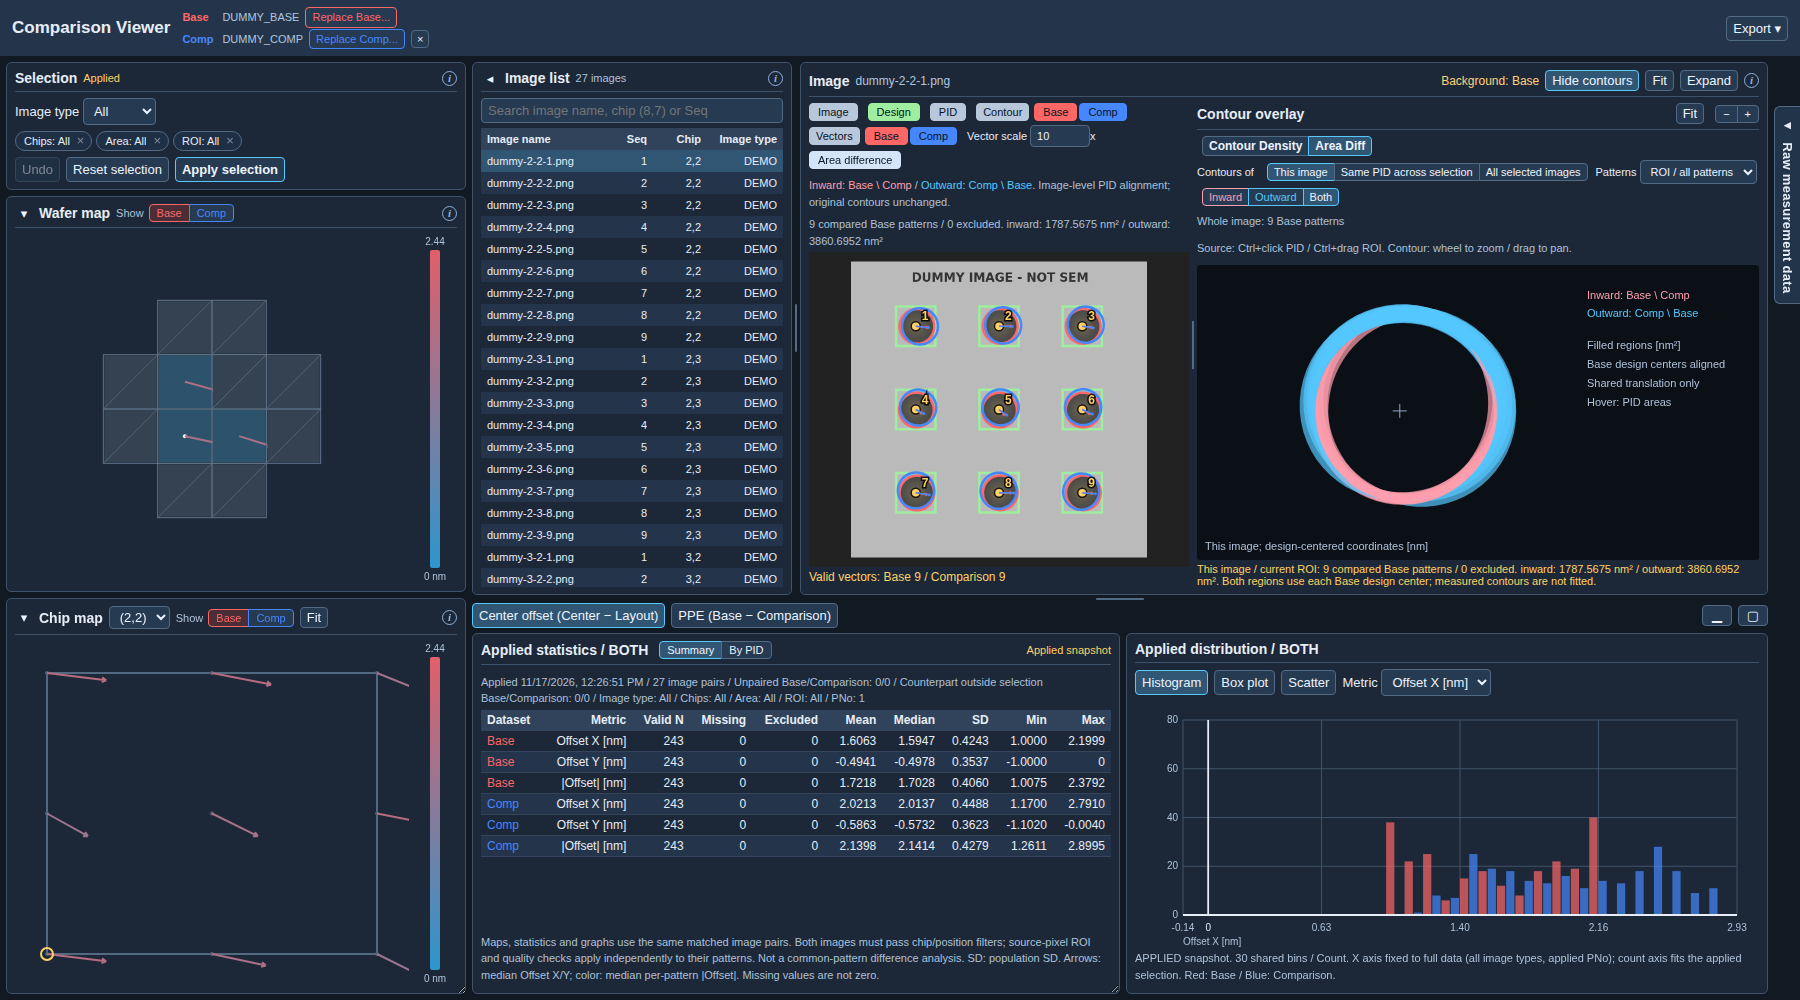 Comparison Viewer
Base DUMMY_BASE Replace Base...
Comp DUMMY_COMP Replace Comp... ×
Export ▾
Selection Applied i
Image type All
Chips: All × Area: All × ROI: All ×
Undo Reset selection Apply selection
▾ Wafer map Show Base Comp i
2.44
0 nm
▾ Chip map (2,2) Show Base Comp Fit i
2.44
0 nm
◂ Image list 27 images i
Search image name, chip (8,7) or Seq
Image name Seq Chip Image type
dummy-2-2-1.png 1 2,2 DEMO
dummy-2-2-2.png 2 2,2 DEMO
dummy-2-2-3.png 3 2,2 DEMO
dummy-2-2-4.png 4 2,2 DEMO
dummy-2-2-5.png 5 2,2 DEMO
dummy-2-2-6.png 6 2,2 DEMO
dummy-2-2-7.png 7 2,2 DEMO
dummy-2-2-8.png 8 2,2 DEMO
dummy-2-2-9.png 9 2,2 DEMO
dummy-2-3-1.png 1 2,3 DEMO
dummy-2-3-2.png 2 2,3 DEMO
dummy-2-3-3.png 3 2,3 DEMO
dummy-2-3-4.png 4 2,3 DEMO
dummy-2-3-5.png 5 2,3 DEMO
dummy-2-3-6.png 6 2,3 DEMO
dummy-2-3-7.png 7 2,3 DEMO
dummy-2-3-8.png 8 2,3 DEMO
dummy-2-3-9.png 9 2,3 DEMO
dummy-3-2-1.png 1 3,2 DEMO
dummy-3-2-2.png 2 3,2 DEMO
Image dummy-2-2-1.png Background: Base Hide contours Fit Expand i
Image Design PID Contour Base Comp
Vectors Base Comp Vector scale 10 x
Area difference
Inward: Base \ Comp / Outward: Comp \ Base. Image-level PID alignment;
original contours unchanged.
9 compared Base patterns / 0 excluded. inward: 1787.5675 nm² / outward:
3860.6952 nm²
DUMMY IMAGE - NOT SEM
1 2 3
4 5 6
7 8 9
Valid vectors: Base 9 / Comparison 9
Contour overlay Fit − +
Contour Density Area Diff
Contours of This image Same PID across selection All selected images Patterns ROI / all patterns
Inward Outward Both
Whole image: 9 Base patterns
Source: Ctrl+click PID / Ctrl+drag ROI. Contour: wheel to zoom / drag to pan.
Inward: Base \ Comp
Outward: Comp \ Base
Filled regions [nm²]
Base design centers aligned
Shared translation only
Hover: PID areas
This image; design-centered coordinates [nm]
This image / current ROI: 9 compared Base patterns / 0 excluded. inward: 1787.5675 nm² / outward: 3860.6952
nm². Both regions use each Base design center; measured contours are not fitted.
◂ Raw measurement data
Center offset (Center − Layout) PPE (Base − Comparison)
Applied statistics / BOTH Summary By PID Applied snapshot
Applied 11/17/2026, 12:26:51 PM / 27 image pairs / Unpaired Base/Comparison: 0/0 / Counterpart outside selection
Base/Comparison: 0/0 / Image type: All / Chips: All / Area: All / ROI: All / PNo: 1
Dataset Metric Valid N Missing Excluded Mean Median SD Min Max
Base Offset X [nm] 243 0 0 1.6063 1.5947 0.4243 1.0000 2.1999
Base Offset Y [nm] 243 0 0 -0.4941 -0.4978 0.3537 -1.0000 0
Base |Offset| [nm] 243 0 0 1.7218 1.7028 0.4060 1.0075 2.3792
Comp Offset X [nm] 243 0 0 2.0213 2.0137 0.4488 1.1700 2.7910
Comp Offset Y [nm] 243 0 0 -0.5863 -0.5732 0.3623 -1.1020 -0.0040
Comp |Offset| [nm] 243 0 0 2.1398 2.1414 0.4279 1.2611 2.8995
Maps, statistics and graphs use the same matched image pairs. Both images must pass chip/position filters; source-pixel ROI
and quality checks apply independently to their patterns. Not a common-pattern difference analysis. SD: population SD. Arrows:
median Offset X/Y; color: median per-pattern |Offset|. Missing values are not zero.
Applied distribution / BOTH
Histogram Box plot Scatter Metric Offset X [nm]
80
60
40
20
0
-0.14 0 0.63 1.40 2.16 2.93
Offset X [nm]
APPLIED snapshot. 30 shared bins / Count. X axis fixed to full data (all image types, applied PNo); count axis fits the applied
selection. Red: Base / Blue: Comparison.